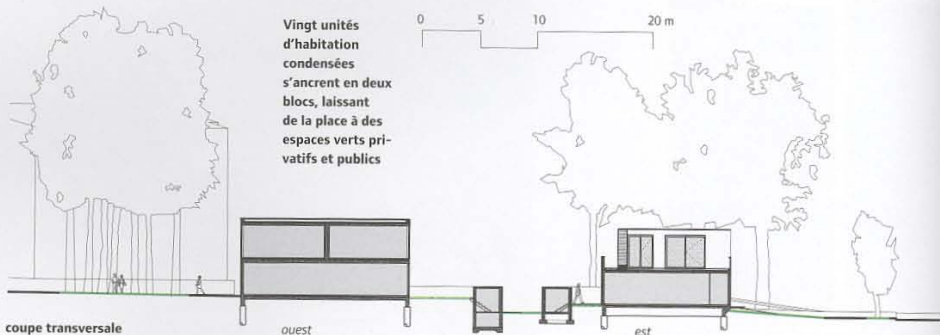 Vingt unités
d'habitation
condensées
s'ancrent en deux
blocs, laissant
de la place à des
espaces verts pri-
vatifs et publics
0 5 10 20 m
coupe transversale
ouest
est